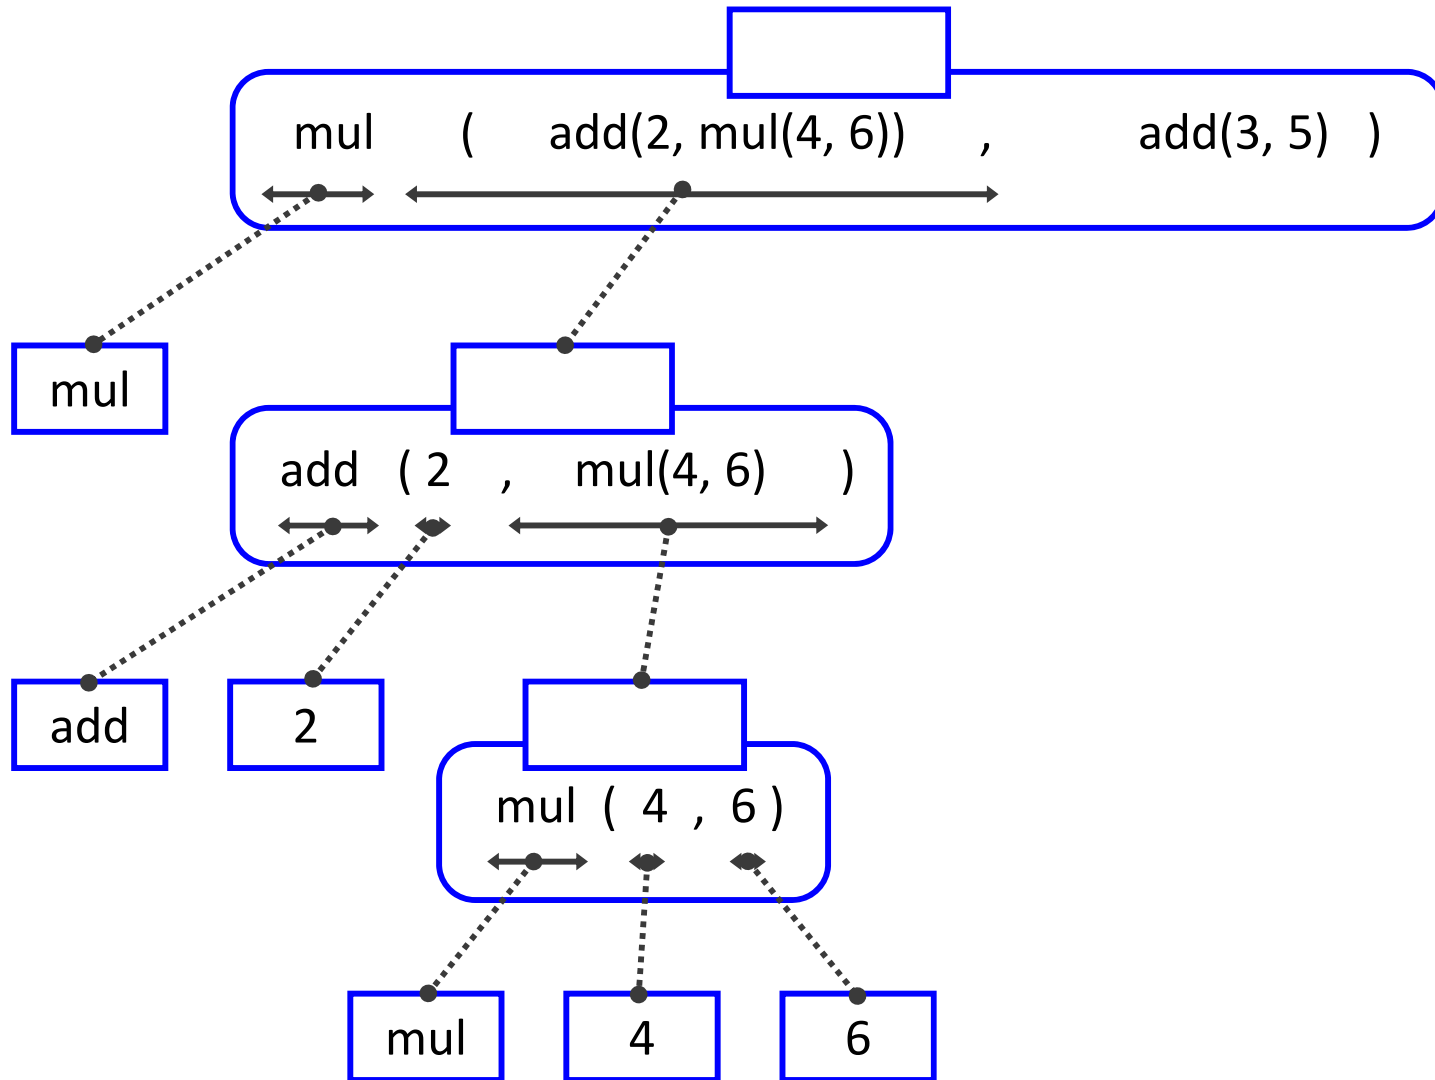 mul ( add(2, mul(4, 6)) , add(3, 5) )
mul
add ( 2 , mul(4, 6) )
add 2
mul ( 4 , 6 )
mul 4 6